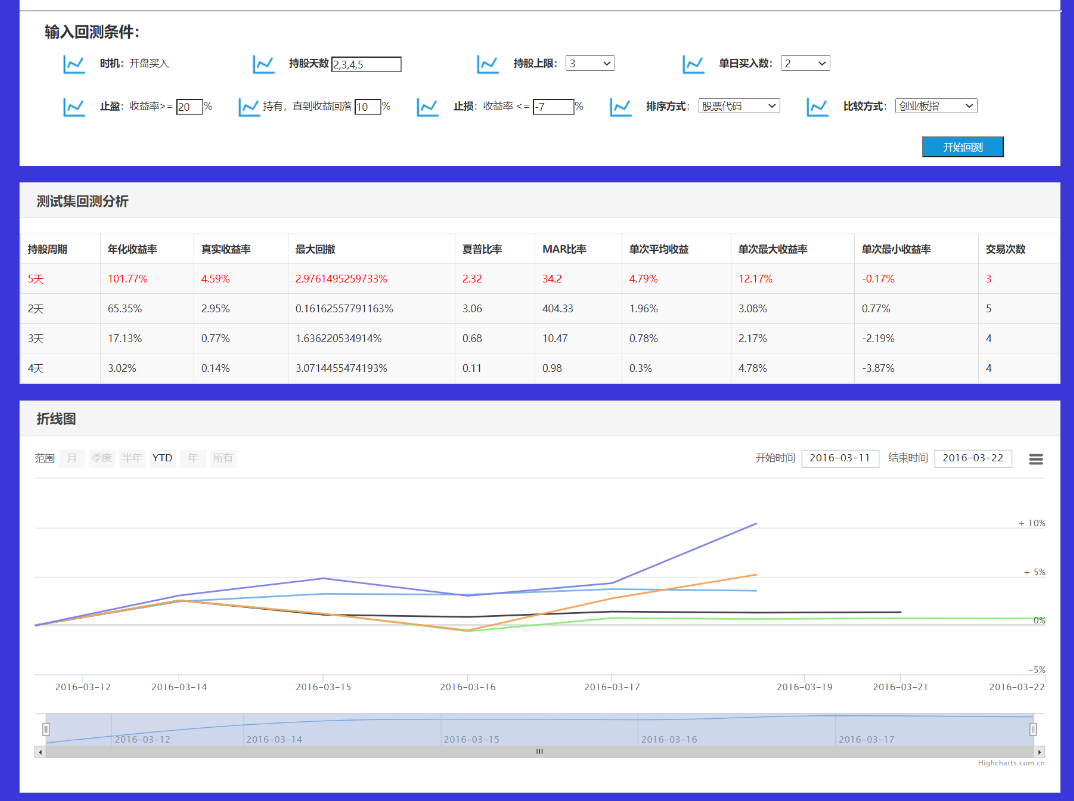 输入回测条件：
时机：开盘买入 持股天数 2,3,4,5 持股上限： 3 单日买入数： 2
止盈：收益率>= 20 % 持有，直到收益回落 10 % 止损：收益率 <= -7 % 排序方式： 股票代码 比较方式： 创业板指
开始回测
测试集回测分析
持股周期 年化收益率 真实收益率 最大回撤 夏普比率 MAR比率 单次平均收益 单次最大收益率 单次最小收益率 交易次数
5天 101.77% 4.59% 2.9761495259733% 2.32 34.2 4.79% 12.17% -0.17% 3
2天 65.35% 2.95% 0.16162557791163% 3.06 404.33 1.96% 3.08% 0.77% 5
3天 17.13% 0.77% 1.636220534914% 0.68 10.47 0.78% 2.17% -2.19% 4
4天 3.02% 0.14% 3.0714455474193% 0.11 0.98 0.3% 4.78% -3.87% 4
折线图
范围 月 季度 半年 YTD 年 所有 开始时间 2016-03-11 结束时间 2016-03-22
+ 10%
+ 5%
0%
-5%
2016-03-12 2016-03-14 2016-03-15 2016-03-16 2016-03-17 2016-03-19 2016-03-21 2016-03-22
2016-03-12 2016-03-14 2016-03-15 2016-03-16 2016-03-17
Highcharts.com.cn